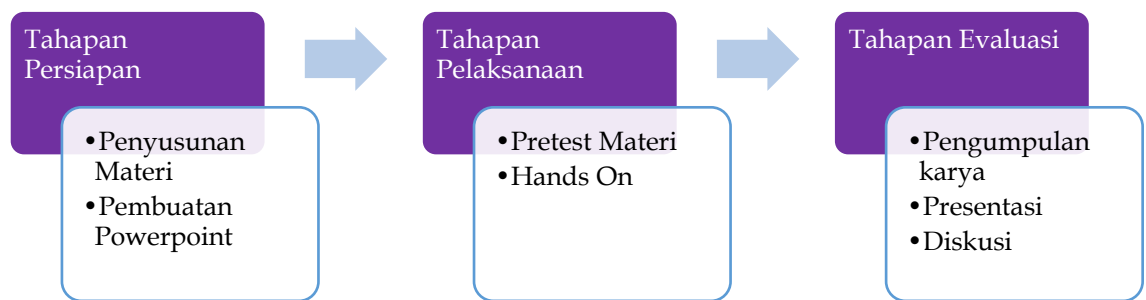 Tahapan
Persiapan
•Penyusunan
Materi
•Pembuatan
Powerpoint
Tahapan
Pelaksanaan
•Pretest Materi
•Hands On
Tahapan Evaluasi
•Pengumpulan
karya
•Presentasi
•Diskusi